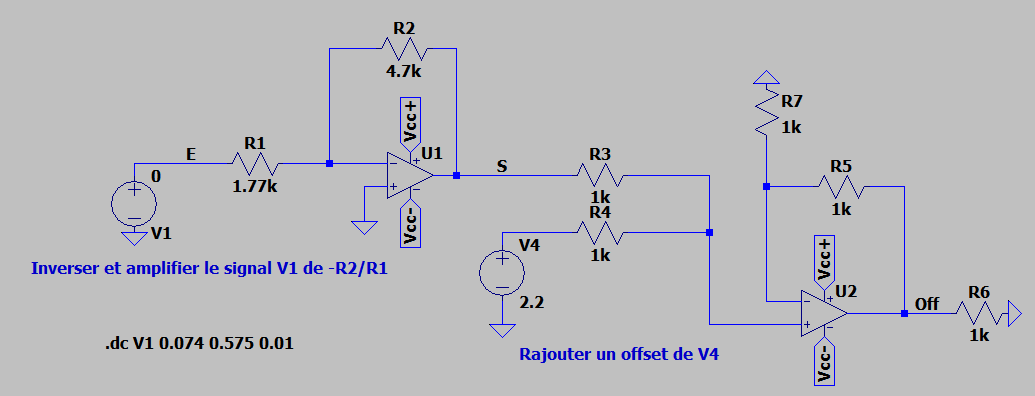 R2
4.7k
Vcc+
U1
R1
E
1.77k
0
V1
Vcc-
S
R3
1k
R4
1k
V4
2.2
R7
1k
R5
1k
Vcc+
U2
Off
R6
1k
Vcc-
Inverser et amplifier le signal V1 de -R2/R1
.dc V1 0.074 0.575 0.01
Rajouter un offset de V4